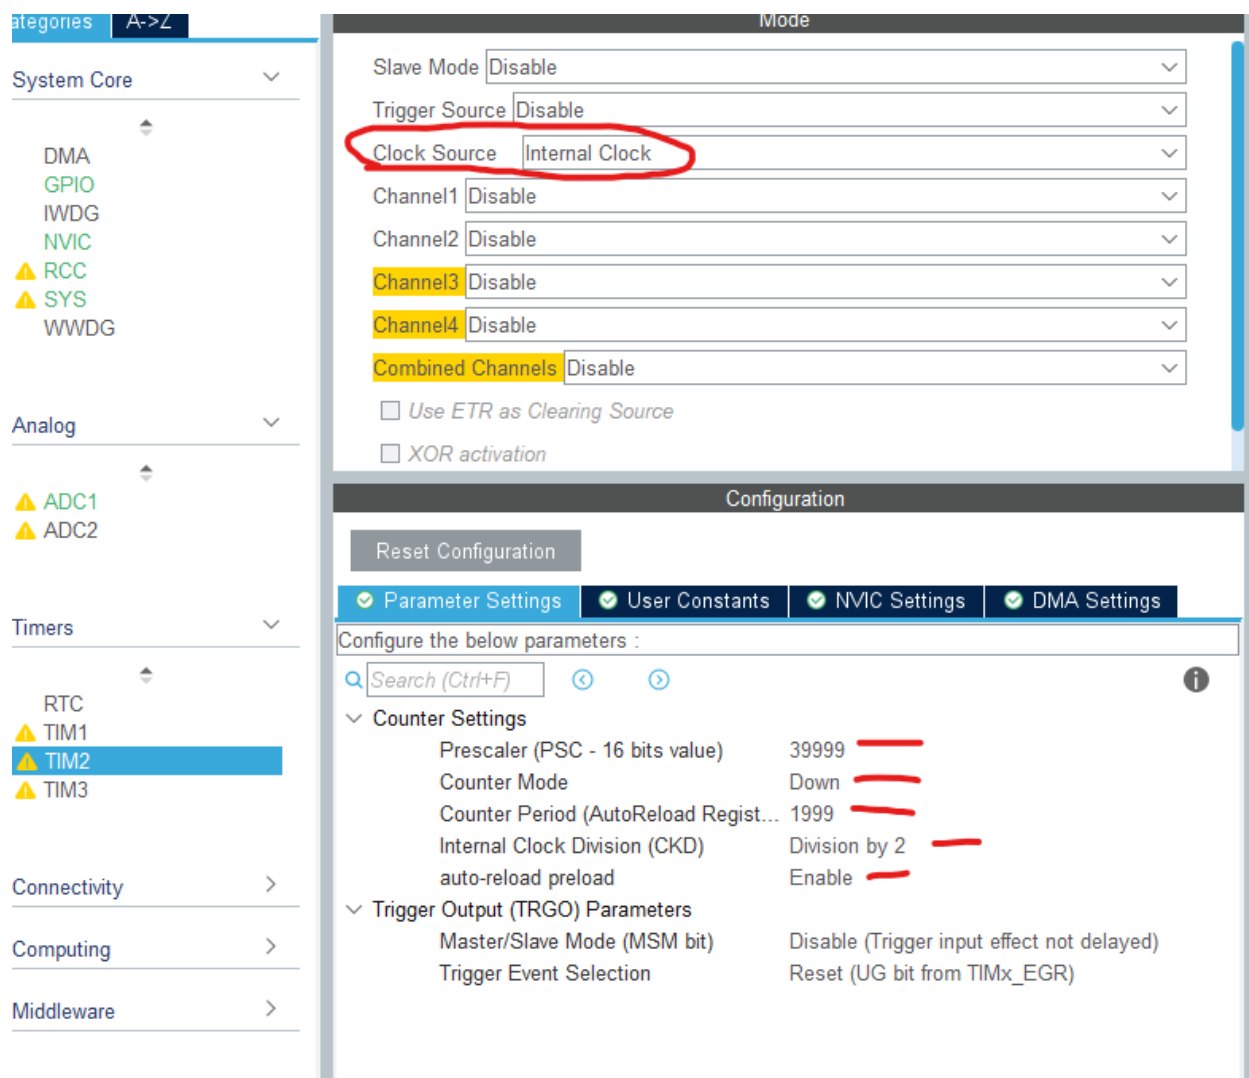 ategories A->Z
System Core
DMA
GPIO
IWDG
NVIC
RCC
SYS
WWDG
Analog
ADC1
ADC2
Timers
RTC
TIM1
TIM2
TIM3
Connectivity
Computing
Middleware
Mode
Slave Mode Disable
Trigger Source Disable
Clock Source Internal Clock
Channel1 Disable
Channel2 Disable
Channel3 Disable
Channel4 Disable
Combined Channels Disable
Use ETR as Clearing Source
XOR activation
Configuration
Reset Configuration
Parameter Settings User Constants NVIC Settings DMA Settings
Configure the below parameters :
Search (Ctrl+F)
Counter Settings
Prescaler (PSC - 16 bits value) 39999
Counter Mode Down
Counter Period (AutoReload Regist... 1999
Internal Clock Division (CKD) Division by 2
auto-reload preload Enable
Trigger Output (TRGO) Parameters
Master/Slave Mode (MSM bit) Disable (Trigger input effect not delayed)
Trigger Event Selection Reset (UG bit from TIMx_EGR)